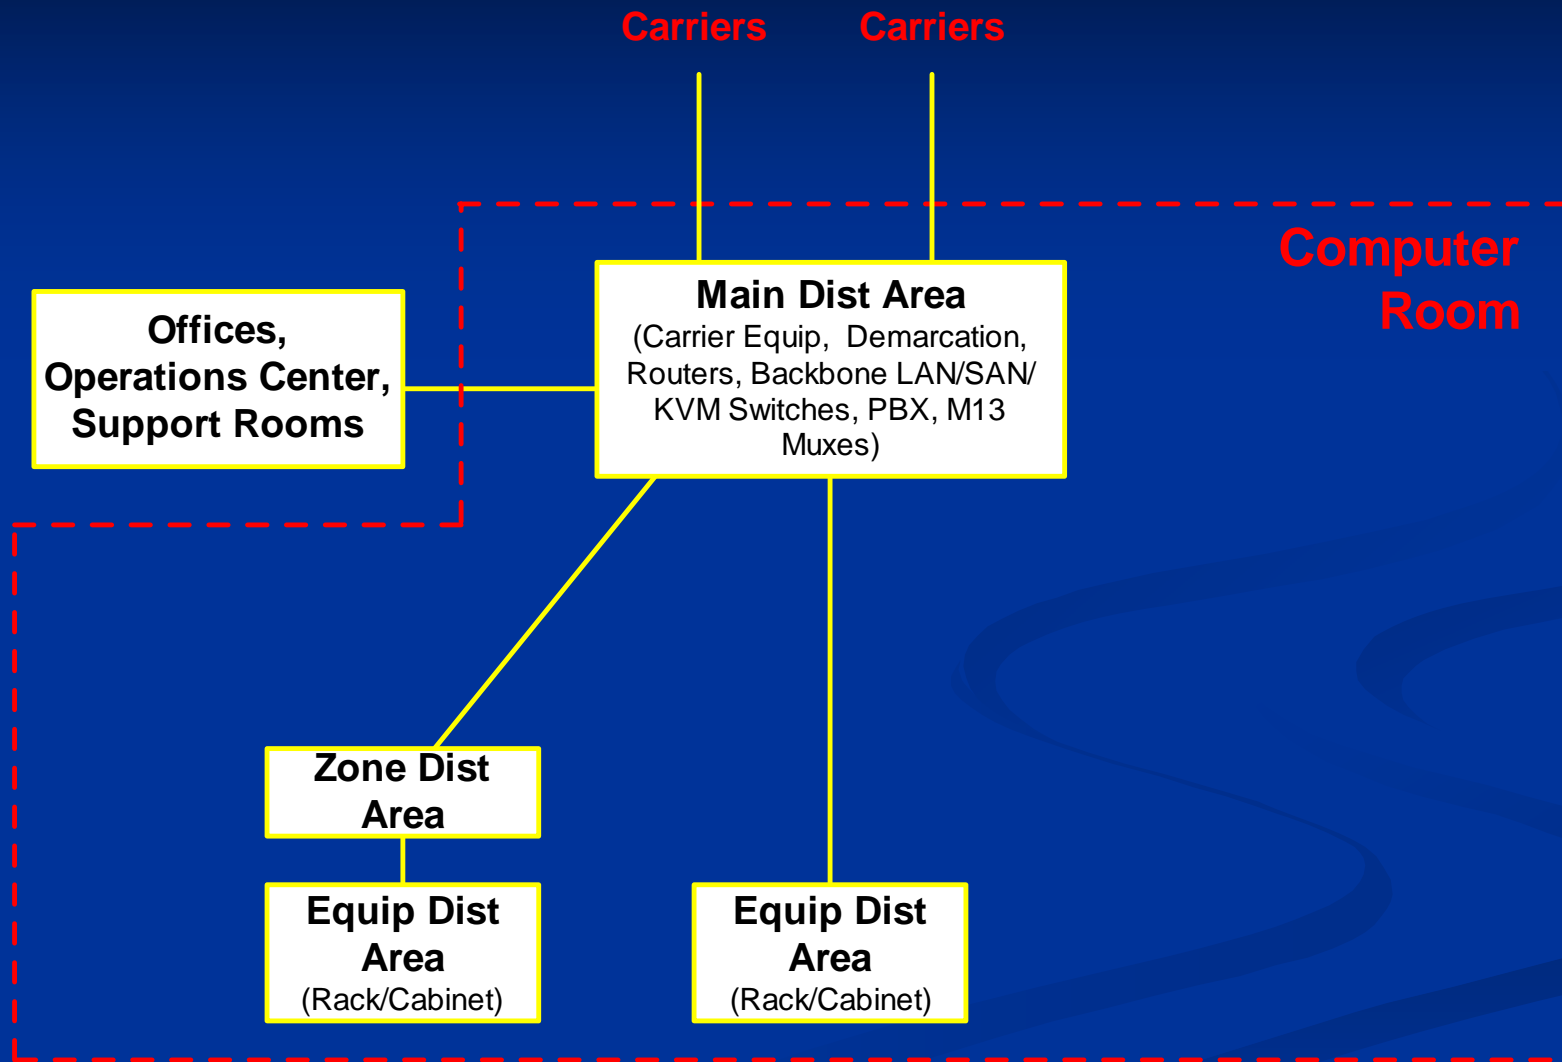 Carriers
Carriers
Computer
Room
Main Dist Area
(Carrier Equip, Demarcation,
Routers, Backbone LAN/SAN/
KVM Switches, PBX, M13
Muxes)
Offices,
Operations Center,
Support Rooms
Zone Dist
Area
Equip Dist
Area
(Rack/Cabinet)
Equip Dist
Area
(Rack/Cabinet)